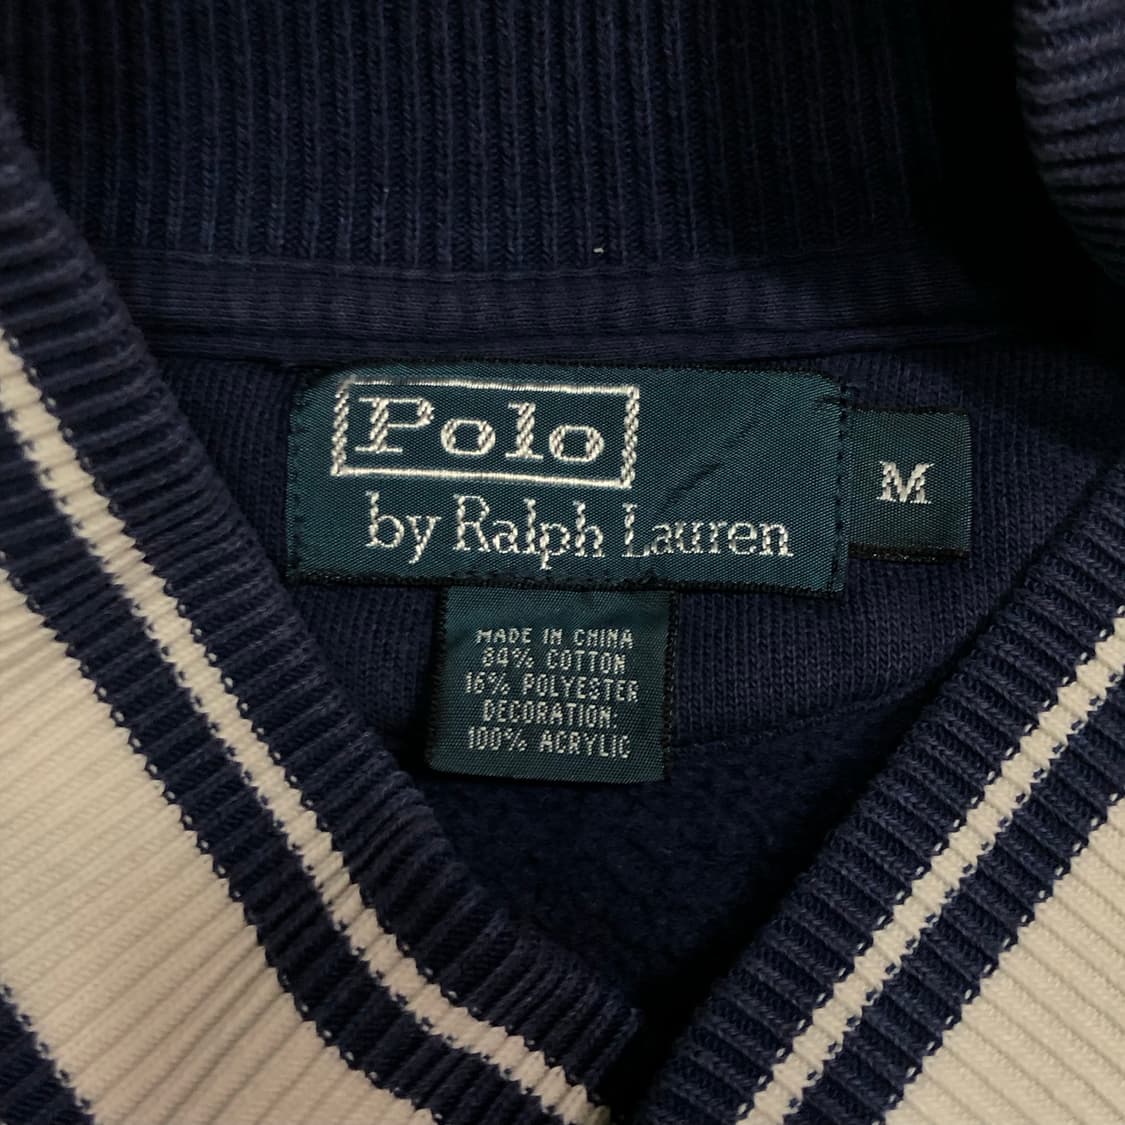 Polo
by Ralph Lauren
M
MADE IN CHINA
84% COTTON
16% POLYESTER
DECORATION:
100% ACRYLIC